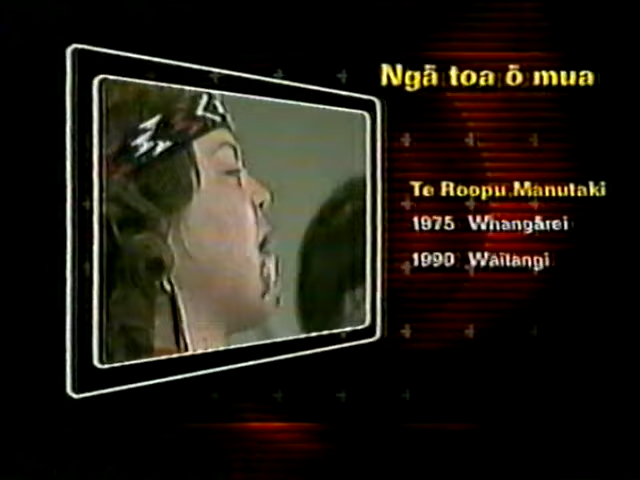 Ngā toa ō mua
Te Roopu Manutaki
1975 Whangārei
1990 Waitangi